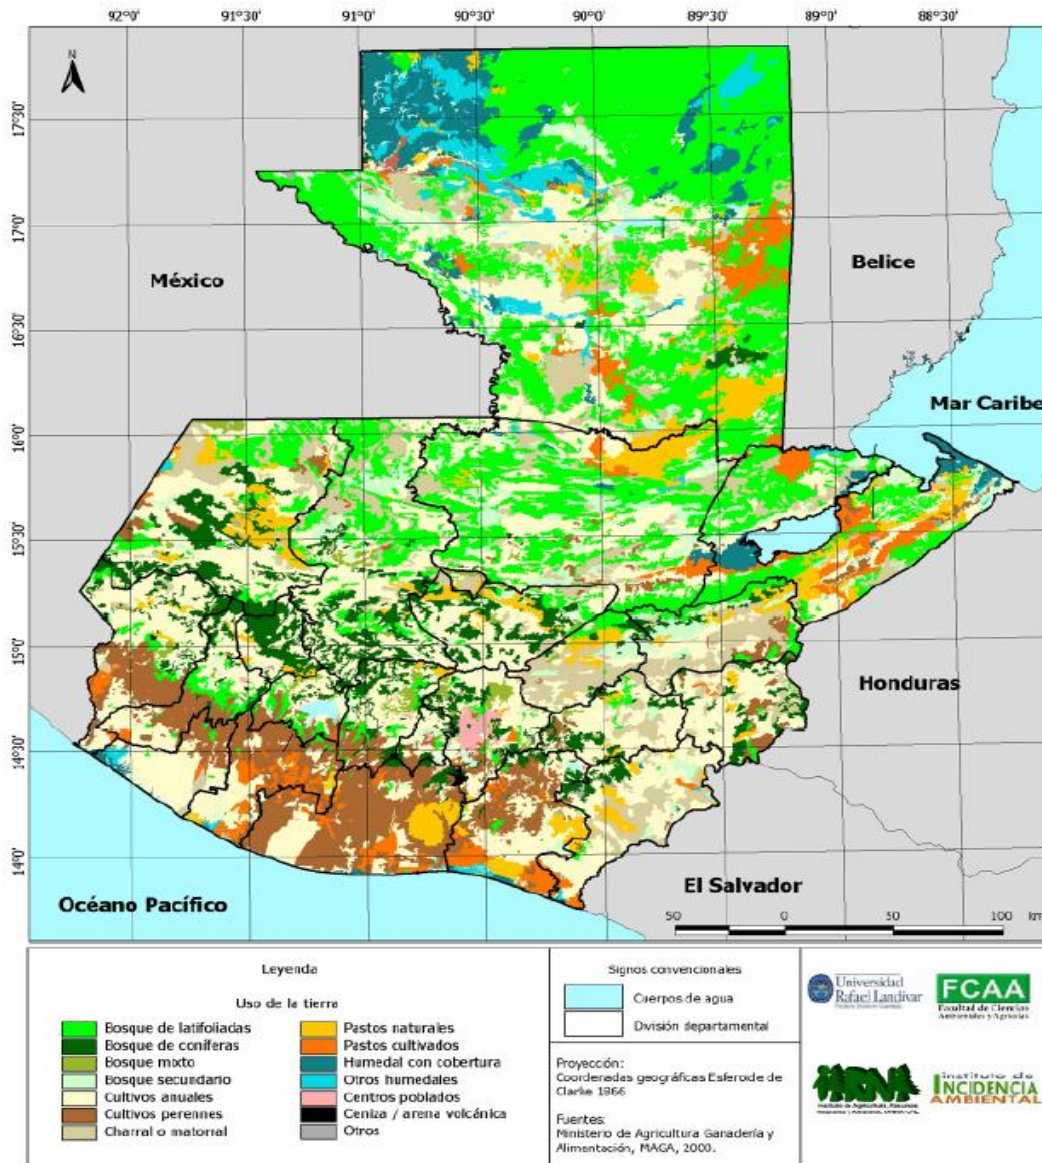 92°0' 91°30' 91°0' 90°30' 90°0' 89°30' 89°0' 88°30'
N
17°30'
17°0'
México
Belice
16°30'
Mar Caribe
16°0'
15°30'
15°0'
Honduras
14°30'
14°0'
El Salvador
Océano Pacífico
50 0 50 100 km
Leyenda
Uso de la tierra
Bosque de latifoliadas
Bosque de coníferas
Bosque mixto
Bosque secundario
Cultivos anuales
Cultivos perennes
Charral o matorral
Pastos naturales
Pastos cultivados
Humedal con cobertura
Otros humedales
Centros poblados
Ceniza / arena volcánica
Otros
Signos convencionales
Cuerpos de agua
División departamental
Proyección:
Coordenadas geográficas Esferoide de
Clarke 1866
Fuentes:
Ministerio de Agricultura Ganadería y
Alimentación, MAGA, 2000.
Universidad
Rafael Landívar
FCAA
Facultad de Ciencias
Ambientales y Agrícolas
IARNA
Instituto de
INCIDENCIA
AMBIENTAL